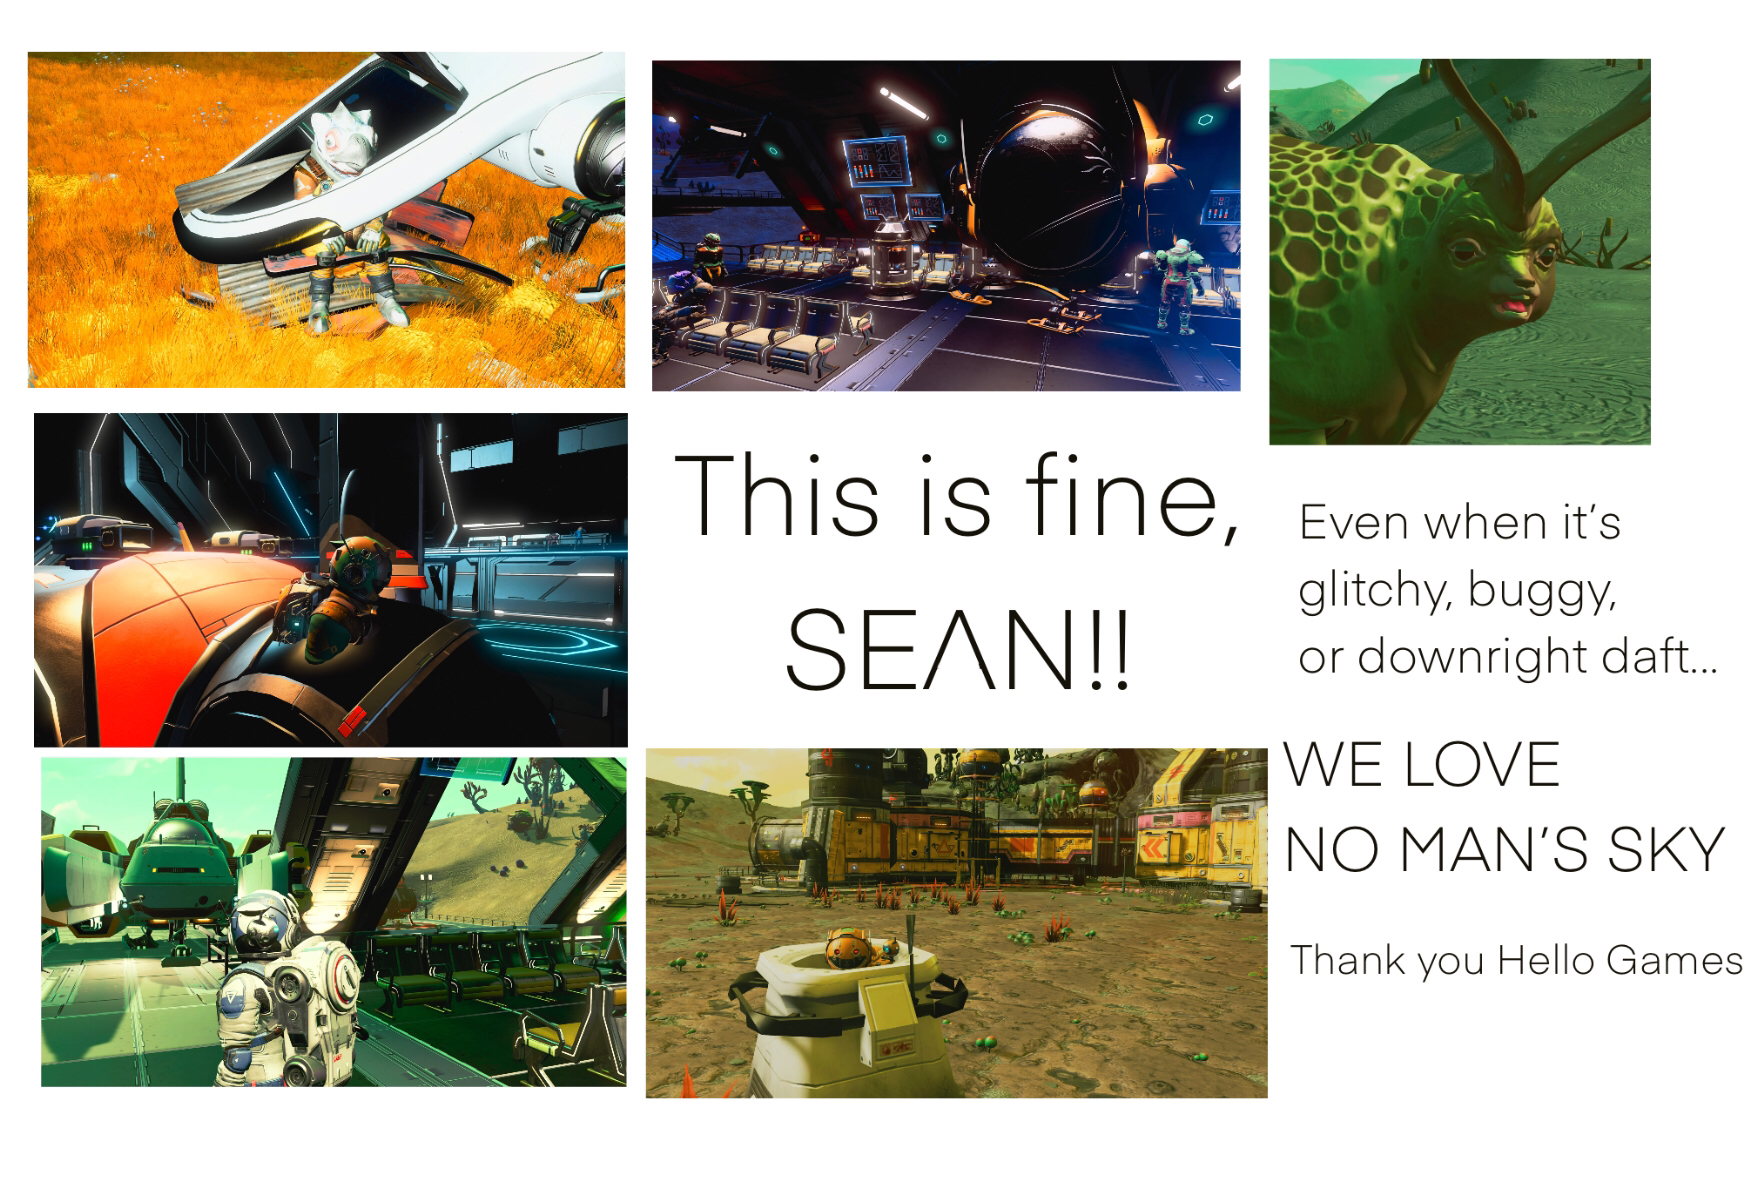 This is fine,
SEΛN!!
Even when it’s
glitchy, buggy,
or downright daft...
WE LOVE
NO MAN’S SKY
Thank you Hello Games